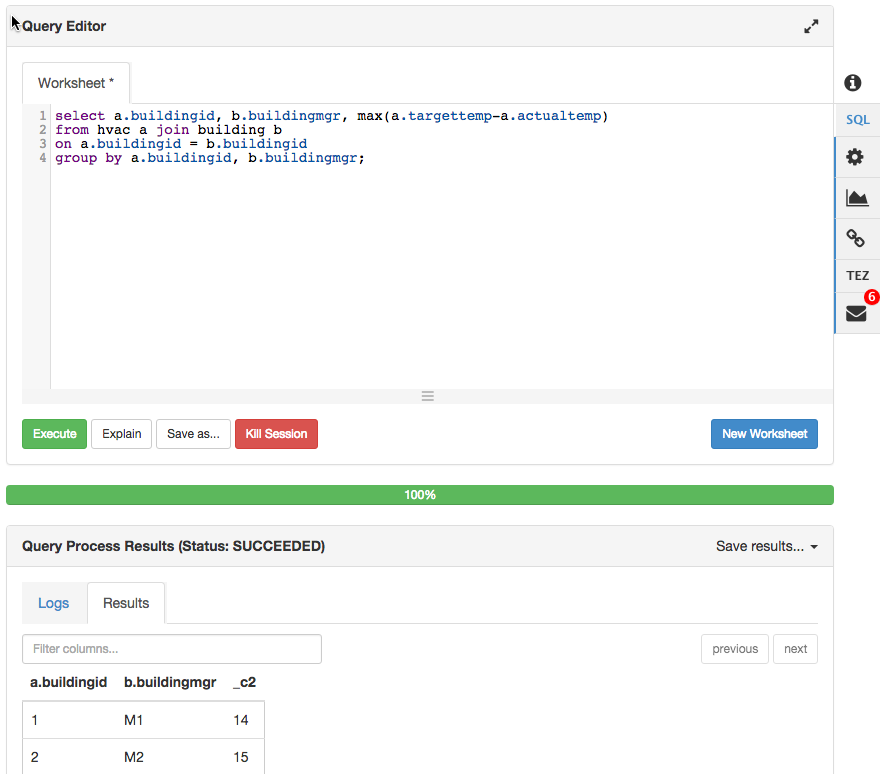 Query Editor
Worksheet *
1 select a.buildingid, b.buildingmgr, max(a.targettemp-a.actualtemp)
2 from hvac a join building b
3 on a.buildingid = b.buildingid
4 group by a.buildingid, b.buildingmgr;
SQL
TEZ
6
Execute Explain Save as... Kill Session New Worksheet
100%
Query Process Results (Status: SUCCEEDED) Save results...
Logs Results
Filter columns... previous next
a.buildingid b.buildingmgr _c2
1 M1 14
2 M2 15